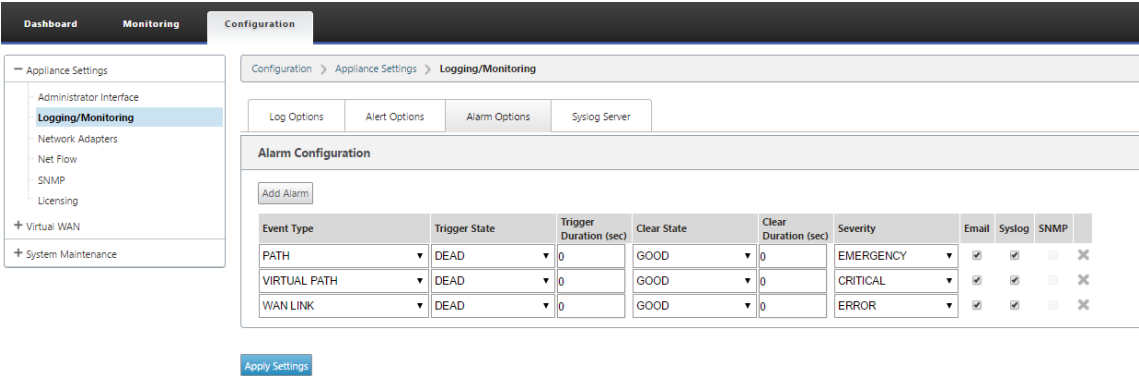 Dashboard Monitoring Configuration
Appliance Settings
Administrator Interface
Logging/Monitoring
Network Adapters
Net Flow
SNMP
Licensing
Virtual WAN
System Maintenance
Configuration > Appliance Settings > Logging/Monitoring
Log Options Alert Options Alarm Options Syslog Server
Alarm Configuration
Add Alarm
Event Type Trigger State Trigger Duration (sec) Clear State Clear Duration (sec) Severity Email Syslog SNMP
PATH DEAD 0 GOOD 0 EMERGENCY
VIRTUAL PATH DEAD 0 GOOD 0 CRITICAL
WAN LINK DEAD 0 GOOD 0 ERROR
Apply Settings